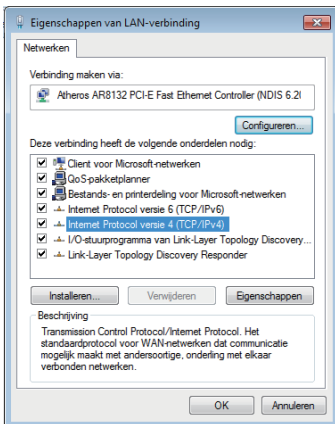 Eigenschappen van LAN-verbinding
Netwerken
Verbinding maken via:
Atheros AR8132 PCI-E Fast Ethernet Controller (NDIS 6.2(
Configureren...
Deze verbinding heeft de volgende onderdelen nodig:
Client voor Microsoft-netwerken
QoS-pakketplanner
Bestands- en printerdeling voor Microsoft-netwerken
Internet Protocol versie 6 (TCP/IPv6)
Internet Protocol versie 4 (TCP/IPv4)
I/O-stuurprogramma van Link-Layer Topology Discovery...
Link-Layer Topology Discovery Responder
Installeren... Verwijderen Eigenschappen
Beschrijving
Transmission Control Protocol/Internet Protocol. Het
standaardprotocol voor WAN-netwerken dat communicatie
mogelijk maakt met andersoortige, onderling met elkaar
verbonden netwerken.
OK Annuleren